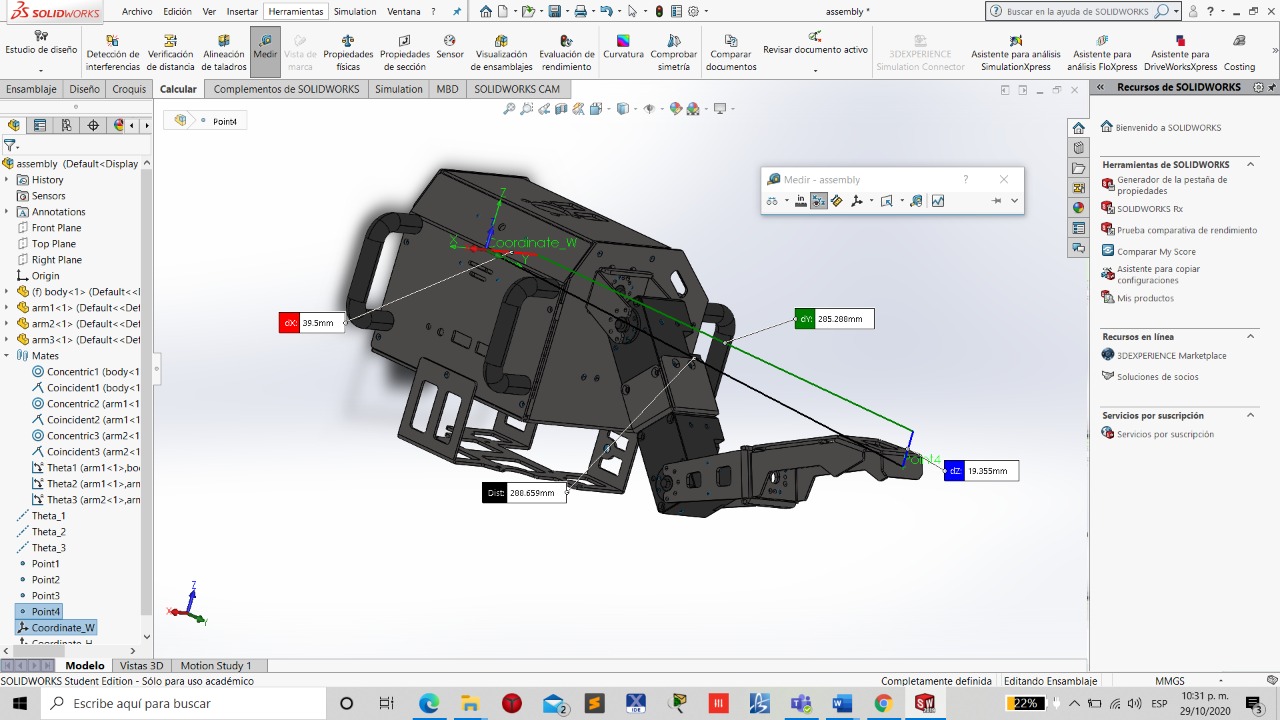 SOLIDWORKS
Archivo Edición Ver Insertar Herramientas Simulation Ventana ?
assembly *
Buscar en la ayuda de SOLIDWORKS
Estudio de diseño
Detección de interferencias
Verificación de distancia
Alineación de taladros
Medir
Vista de marca
Propiedades físicas
Propiedades de sección
Sensor
Visualización de ensamblajes
Evaluación de rendimiento
Curvatura
Comprobar simetría
Comparar documentos
Revisar documento activo
3DEXPERIENCE Simulation Connector
Asistente para análisis SimulationXpress
Asistente para análisis FloXpress
Asistente para DriveWorksXpress
Costing
Ensamblaje Diseño Croquis Calcular Complementos de SOLIDWORKS Simulation MBD SOLIDWORKS CAM
Point4
assembly (Default<Display
History
Sensors
Annotations
Front Plane
Top Plane
Right Plane
Origin
(f) body<1> (Default<<De
arm1<1> (Default<<Def
arm2<1> (Default<<Def
arm3<1> (Default<<Def
Mates
Concentric1 (body<1
Coincident1 (body<1
Concentric2 (arm1<1
Coincident2 (arm1<1
Concentric3 (arm2<1
Coincident3 (arm2<1
Theta1 (arm1<1>,bo
Theta2 (arm2<1>,arm
Theta3 (arm2<1>,arm
Theta_1
Theta_2
Theta_3
Point1
Point2
Point3
Point4
Coordinate_W
Coordinate_H
Medir - assembly
?
in
mm
Z
X
Coordinate_W
Y
dX: 39.5mm
dY: 285.288mm
Dist: 288.659mm
dZ: 19.355mm
Point4
Z
X
Y
Recursos de SOLIDWORKS
Bienvenido a SOLIDWORKS
Herramientas de SOLIDWORKS
Generador de la pestaña de propiedades
SOLIDWORKS Rx
Prueba comparativa de rendimiento
Comparar My Score
Asistente para copiar configuraciones
Mis productos
Recursos en línea
3DEXPERIENCE Marketplace
Soluciones de socios
Servicios por suscripción
Servicios por suscripción
Modelo Vistas 3D Motion Study 1
SOLIDWORKS Student Edition - Sólo para uso académico
Completamente definida
Editando Ensamblaje
MMGS
Escribe aquí para buscar
22%
ESP
10:31 p. m.
29/10/2020